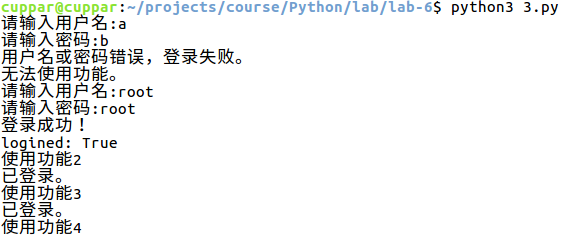 cuppar@cuppar:~/projects/course/Python/lab/lab-6$ python3 3.py
请输入用户名:a
请输入密码:b
用户名或密码错误，登录失败。
无法使用功能。
请输入用户名:root
请输入密码:root
登录成功！
logined: True
使用功能2
已登录。
使用功能3
已登录。
使用功能4